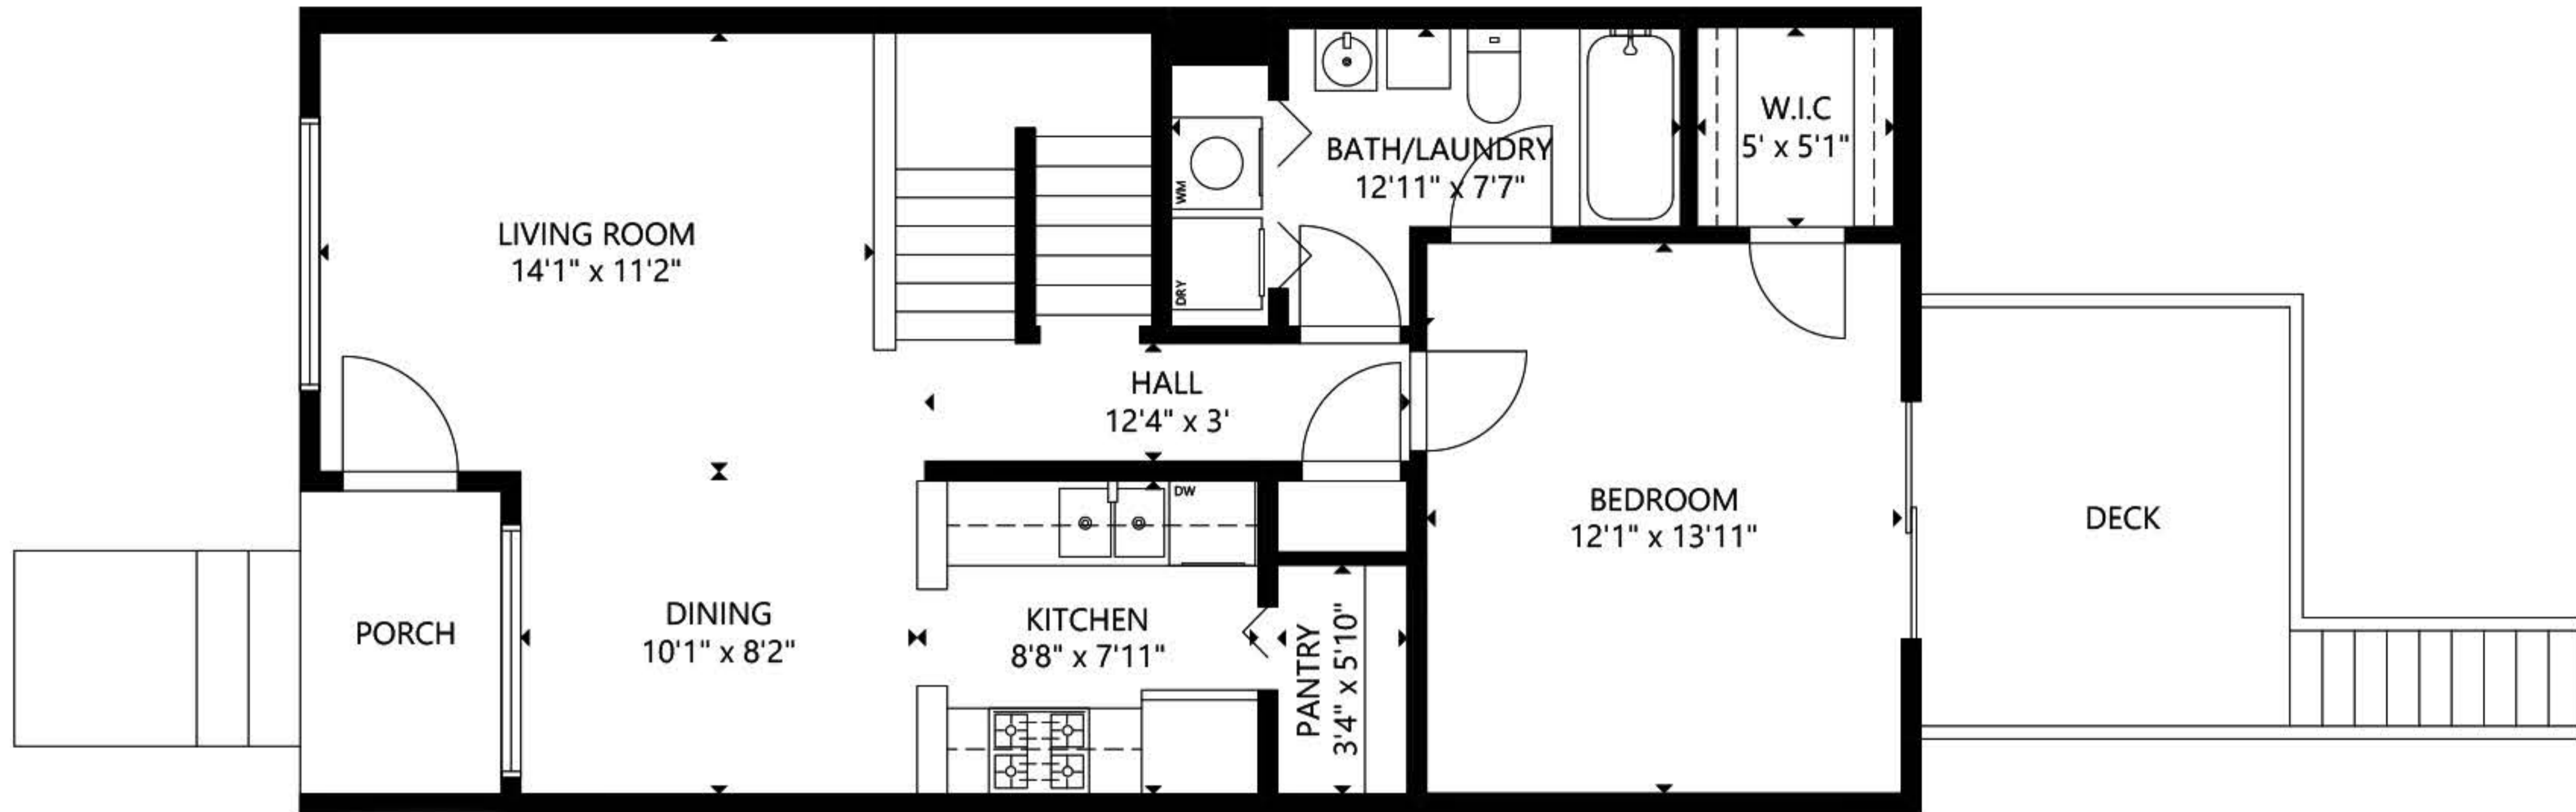 LIVING ROOM
14'1" x 11'2"
WM
DRY
BATH/LAUNDRY
12'11" x 7'7"
W.I.C
5' x 5'1"
HALL
12'4" x 3'
DW
BEDROOM
12'1" x 13'11"
DECK
PORCH
DINING
10'1" x 8'2"
KITCHEN
8'8" x 7'11"
PANTRY
3'4" x 5'10"